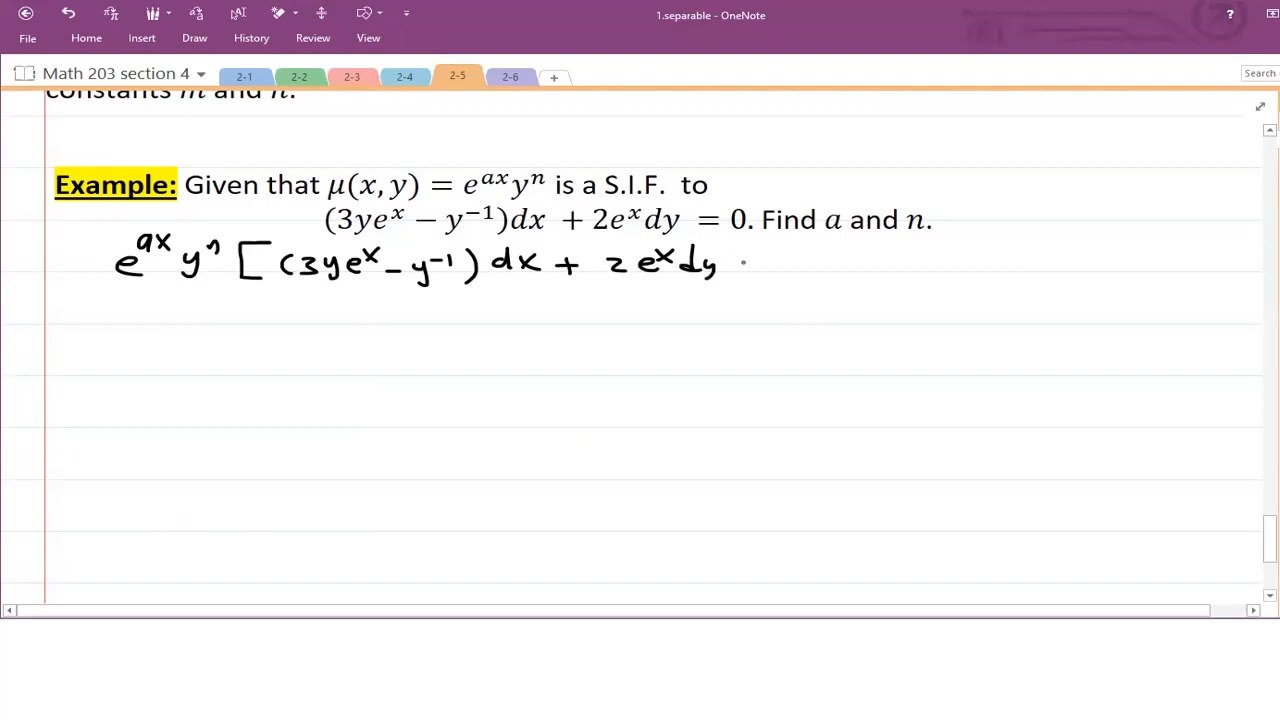 1.separable - OneNote
?
File Home Insert Draw History Review View
Math 203 section 4 2-1 2-2 2-3 2-4 2-5 2-6 +
Search
constants m and n.
Example: Given that μ(x, y) = e^{ax}y^n is a S.I.F. to
(3ye^x − y^{−1})dx + 2e^x dy = 0. Find a and n.
e^{ax} y^n [(3ye^x − y^{−1}) dx + 2e^x dy